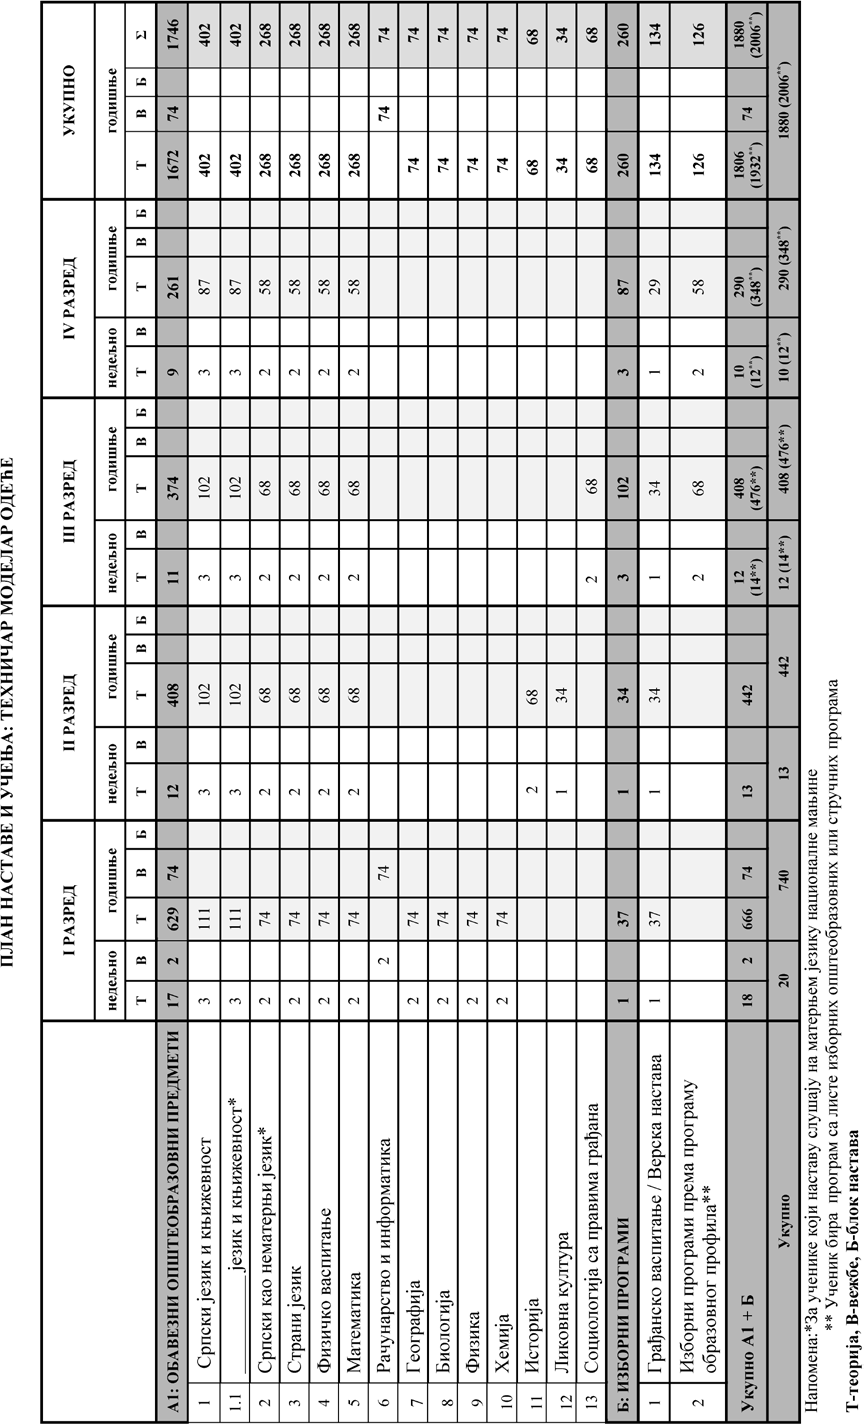 ПЛАН НАСТАВЕ И УЧЕЊА: ТЕХНИЧАР МОДЕЛАР ОДЕЋЕ
I РАЗРЕД II РАЗРЕД III РАЗРЕД IV РАЗРЕД УКУПНО
недељно годишње недељно годишње недељно годишње недељно годишње годишње
Т В Т В Б Т В Т В Б Т В Т В Б Т В Т В Б Т В Б Σ
А1: ОБАВЕЗНИ ОПШТЕОБРАЗОВНИ ПРЕДМЕТИ 17 2 629 74 12 408 11 374 9 261 1672 74 1746
1 Српски језик и књижевност 3 111 3 102 3 102 3 87 402 402
1.1 ________језик и књижевност* 3 111 3 102 3 102 3 87 402 402
2 Српски као нематерњи језик* 2 74 2 68 2 68 2 58 268 268
3 Страни језик 2 74 2 68 2 68 2 58 268 268
4 Физичко васпитање 2 74 2 68 2 68 2 58 268 268
5 Математика 2 74 2 68 2 68 2 58 268 268
6 Рачунарство и информатика 2 74 74 74
7 Географија 2 74 74 74
8 Биологија 2 74 74 74
9 Физика 2 74 74 74
10 Хемија 2 74 74 74
11 Историја 2 68 68 68
12 Ликовна култура 1 34 34 34
13 Социологија са правима грађана 2 68 68 68
Б: ИЗБОРНИ ПРОГРАМИ 1 37 1 34 3 102 3 87 260 260
1 Грађанско васпитање / Верска настава 1 37 1 34 1 34 1 29 134 134
2 Изборни програми према програму
образовног профила** 2 68 2 58 126 126
Укупно А1 + Б 18 2 666 74 13 442 12 (14**) 408 (476**) 10 (12**) 290 (348**) 1806 (1932**) 74 1880 (2006**)
Укупно 20 740 13 442 12 (14**) 408 (476**) 10 (12**) 290 (348**) 1880 (2006**)
Напомена:*За ученике који наставу слушају на матерњем језику националне мањине
** Ученик бира програм са листе изборних општеобразовних или стручних програма
Т-теорија, В-вежбе, Б-блок настава